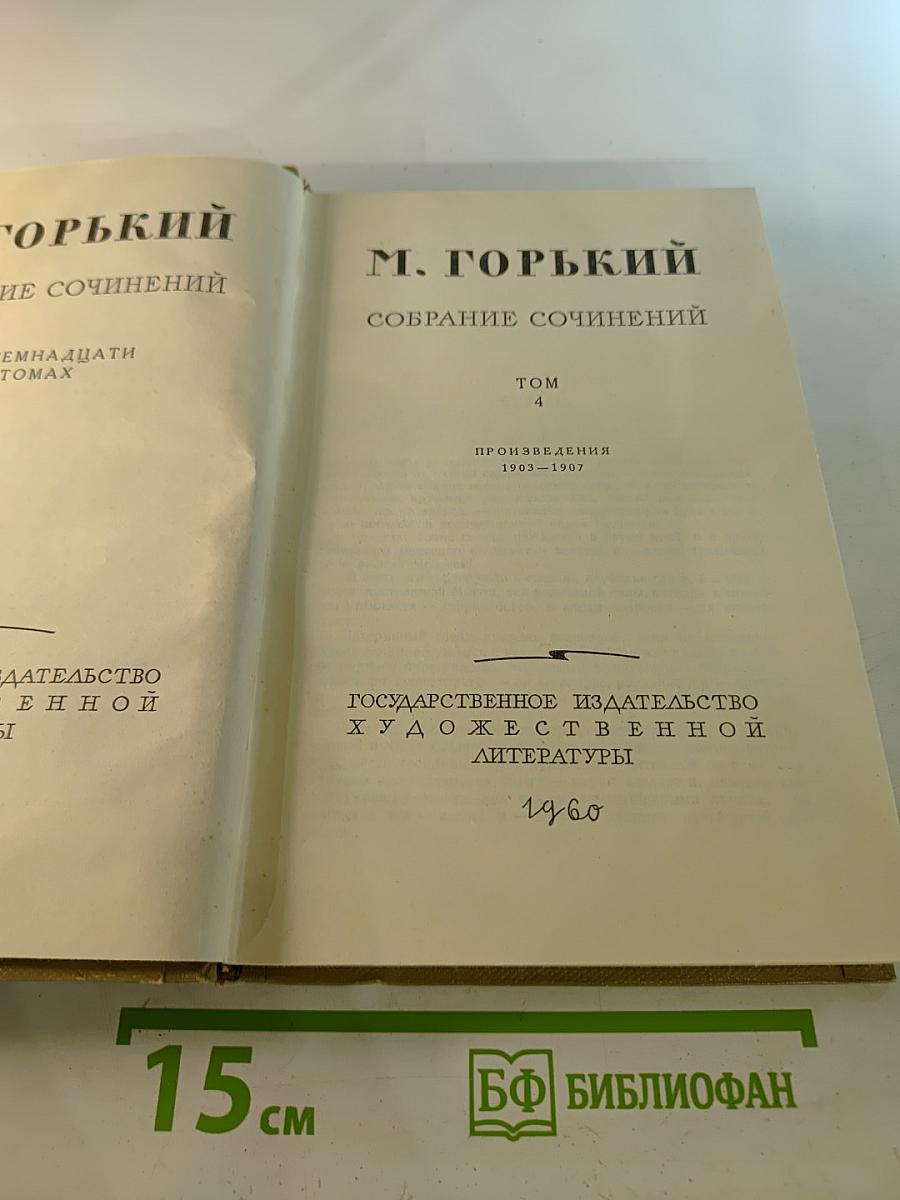 ГОРЬКИЙ
ИЕ СОЧИНЕНИЙ
ЕМНАДЦАТИ
ТОМАХ
ЗДАТЕЛЬСТВО
ЕННОЙ
Ы
М. ГОРЬКИЙ
СОБРАНИЕ СОЧИНЕНИЙ
ТОМ
4
ПРОИЗВЕДЕНИЯ
1903—1907
ГОСУДАРСТВЕННОЕ ИЗДАТЕЛЬСТВО
ХУДОЖЕСТВЕННОЙ
ЛИТЕРАТУРЫ
1960
15 см
БФ БИБЛИОФАН